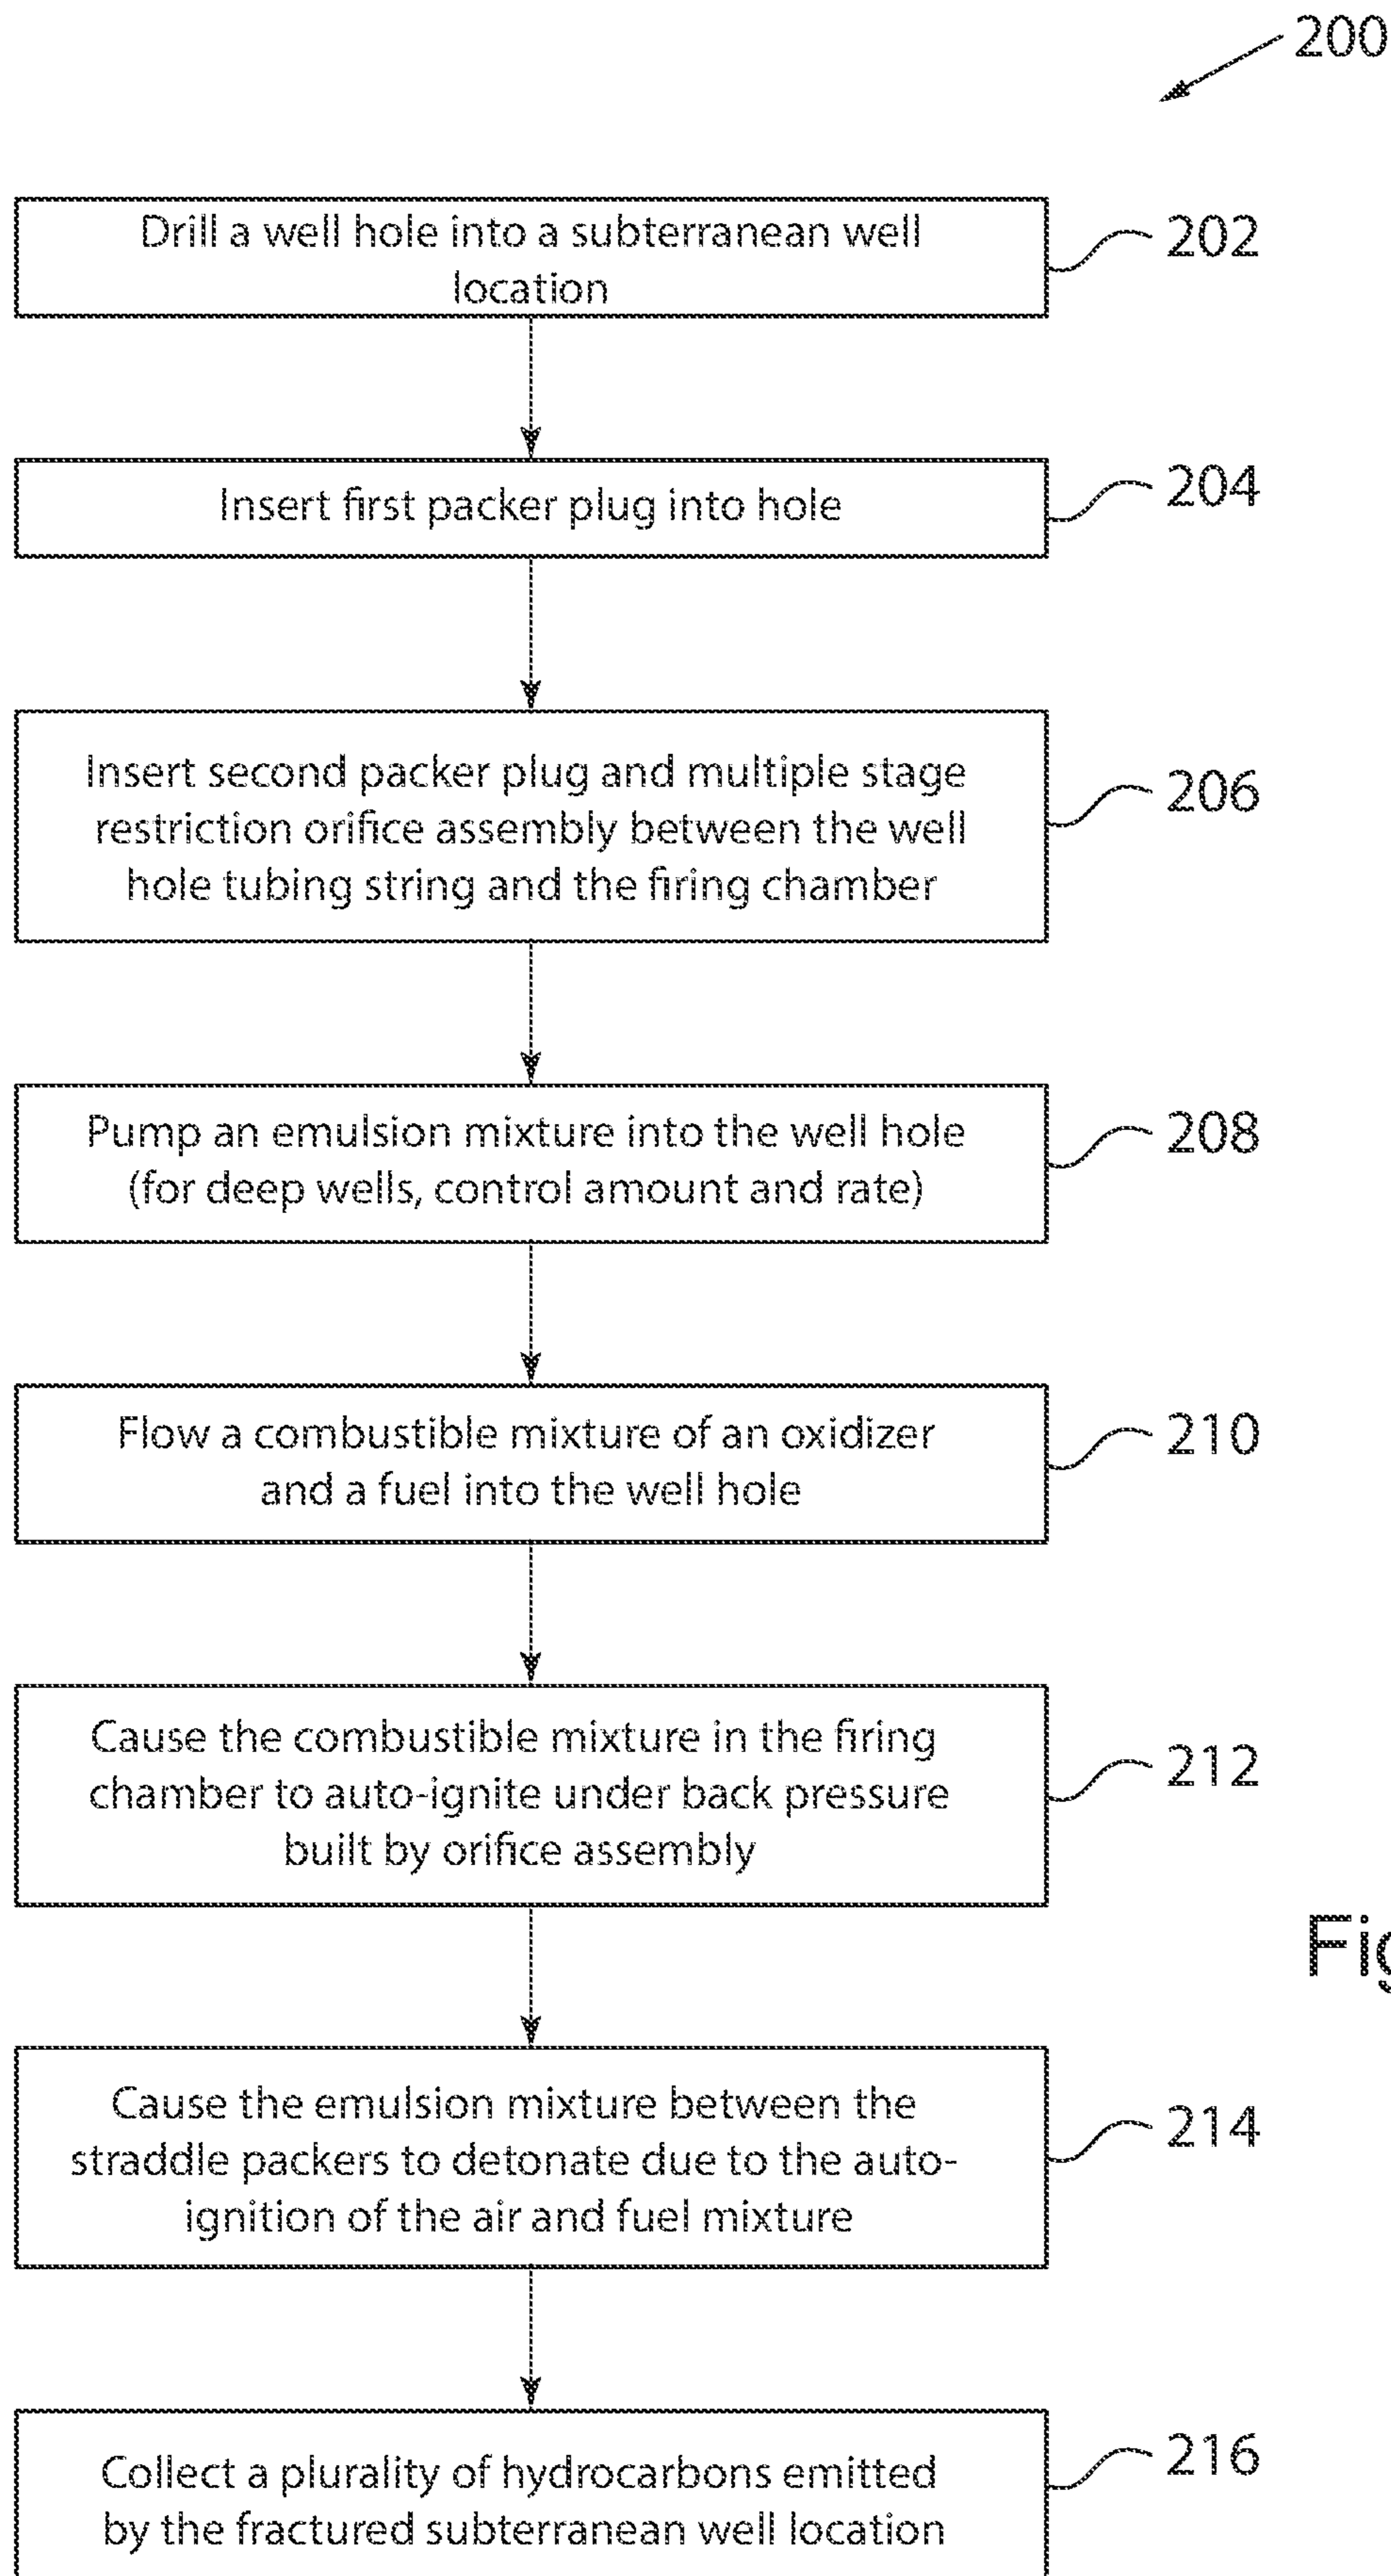 200
Drill a well hole into a subterranean well
location
202
Insert first packer plug into hole
204
Insert second packer plug and multiple stage
restriction orifice assembly between the well
hole tubing string and the firing chamber
206
Pump an emulsion mixture into the well hole
(for deep wells, control amount and rate)
208
Flow a combustible mixture of an oxidizer
and a fuel into the well hole
210
Cause the combustible mixture in the firing
chamber to auto-ignite under back pressure
built by orifice assembly
212
Cause the emulsion mixture between the
straddle packers to detonate due to the auto-
ignition of the air and fuel mixture
214
Collect a plurality of hydrocarbons emitted
by the fractured subterranean well location
216